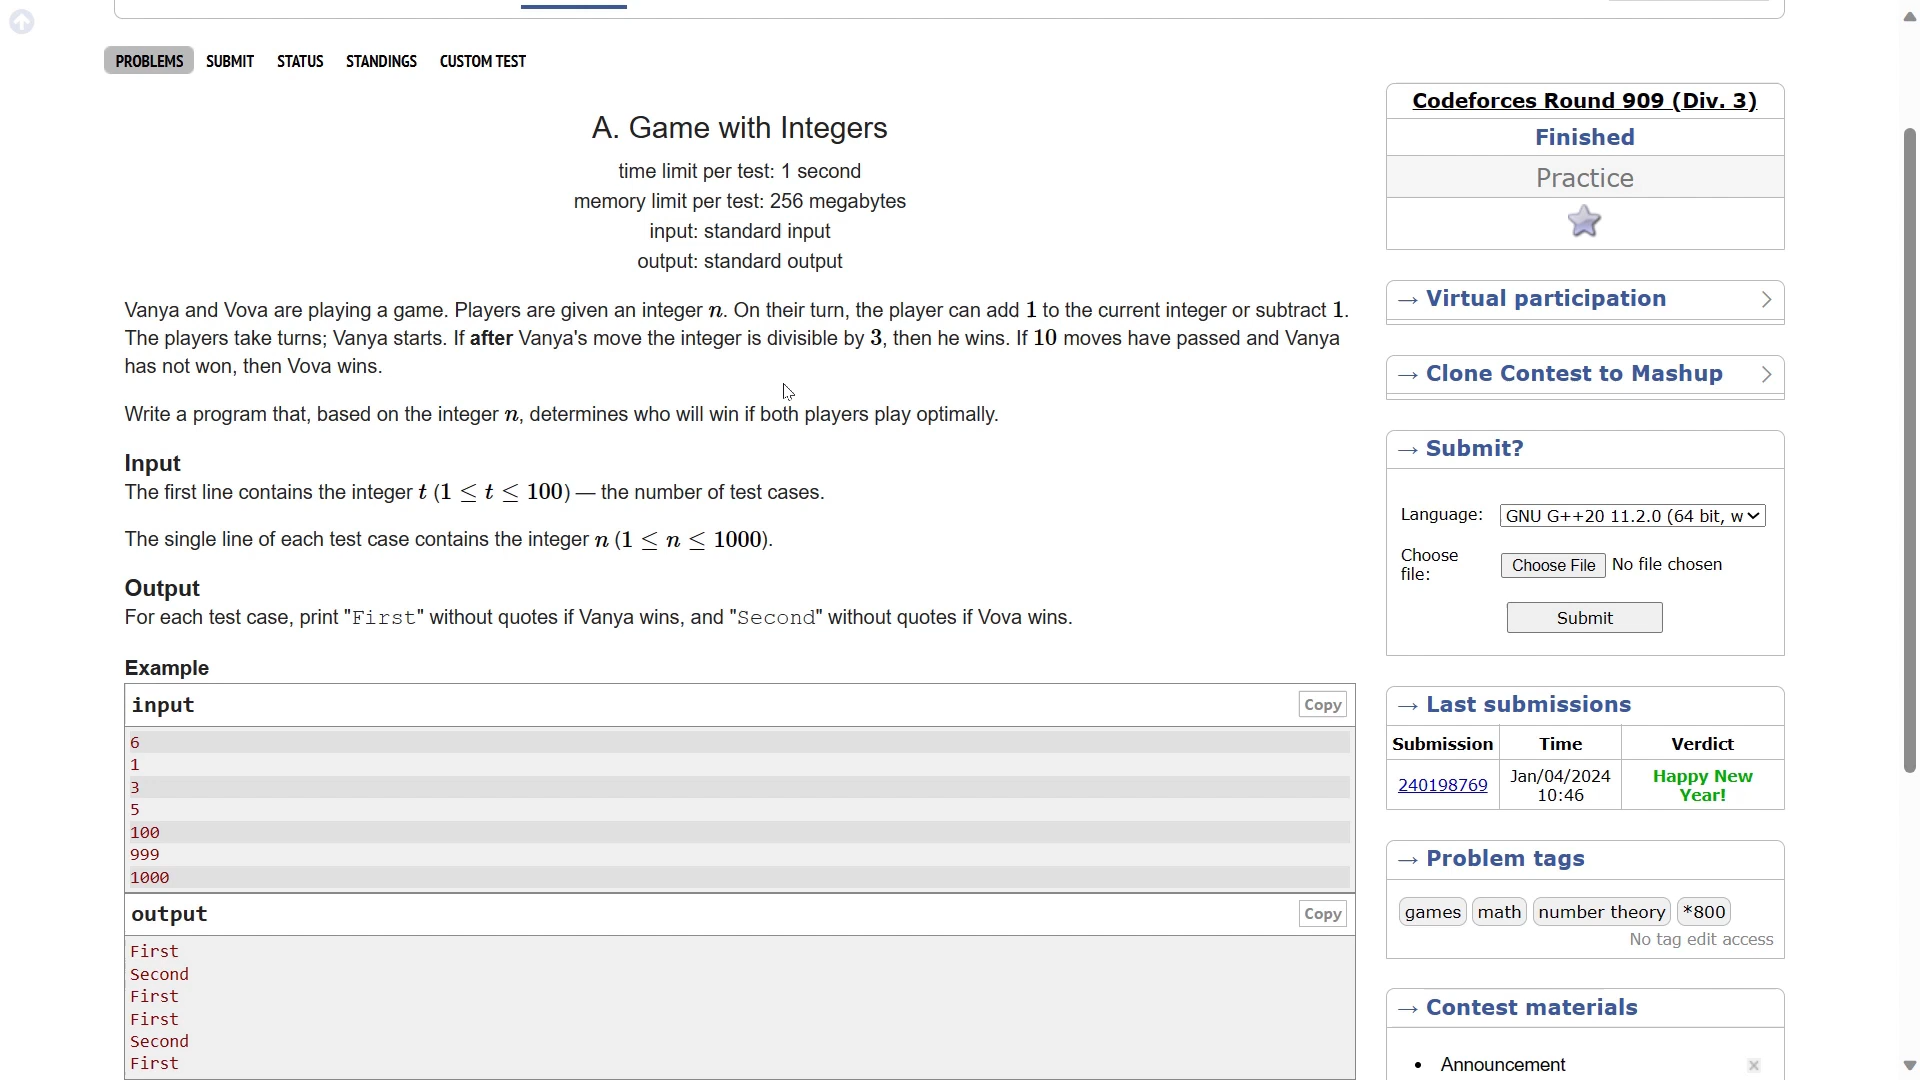 PROBLEMS SUBMIT STATUS STANDINGS CUSTOM TEST
A. Game with Integers
time limit per test: 1 second
memory limit per test: 256 megabytes
input: standard input
output: standard output
Vanya and Vova are playing a game. Players are given an integer n. On their turn, the player can add 1 to the current integer or subtract 1.
The players take turns; Vanya starts. If after Vanya's move the integer is divisible by 3, then he wins. If 10 moves have passed and Vanya
has not won, then Vova wins.
Write a program that, based on the integer n, determines who will win if both players play optimally.
Input
The first line contains the integer t (1 ≤ t ≤ 100) — the number of test cases.
The single line of each test case contains the integer n (1 ≤ n ≤ 1000).
Output
For each test case, print "First" without quotes if Vanya wins, and "Second" without quotes if Vova wins.
Example
input Copy
6
1
3
5
100
999
1000
output Copy
First
Second
First
First
Second
First
Codeforces Round 909 (Div. 3)
Finished
Practice
→ Virtual participation
→ Clone Contest to Mashup
→ Submit?
Language: GNU G++20 11.2.0 (64 bit, w
Choose
file: Choose File No file chosen
Submit
→ Last submissions
Submission Time Verdict
240198769 Jan/04/2024 10:46 Happy New Year!
→ Problem tags
games math number theory *800
No tag edit access
→ Contest materials
• Announcement ×